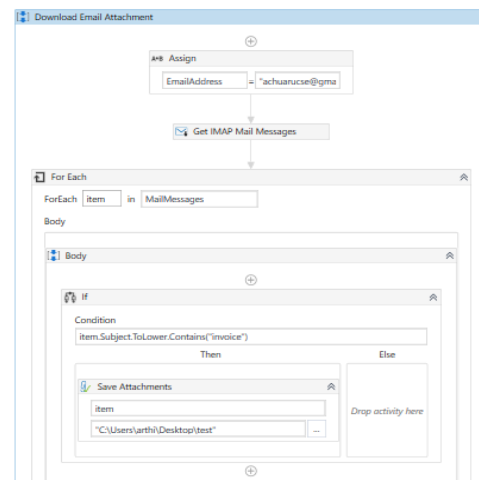 Download Email Attachment
A+B Assign
EmailAddress = "achuarucse@gma
Get IMAP Mail Messages
For Each
ForEach item in MailMessages
Body
Body
If
Condition
item.Subject.ToLower.Contains("invoice")
Then Else
Save Attachments
item
Drop activity here
"C:\Users\arthi\Desktop\test" ...